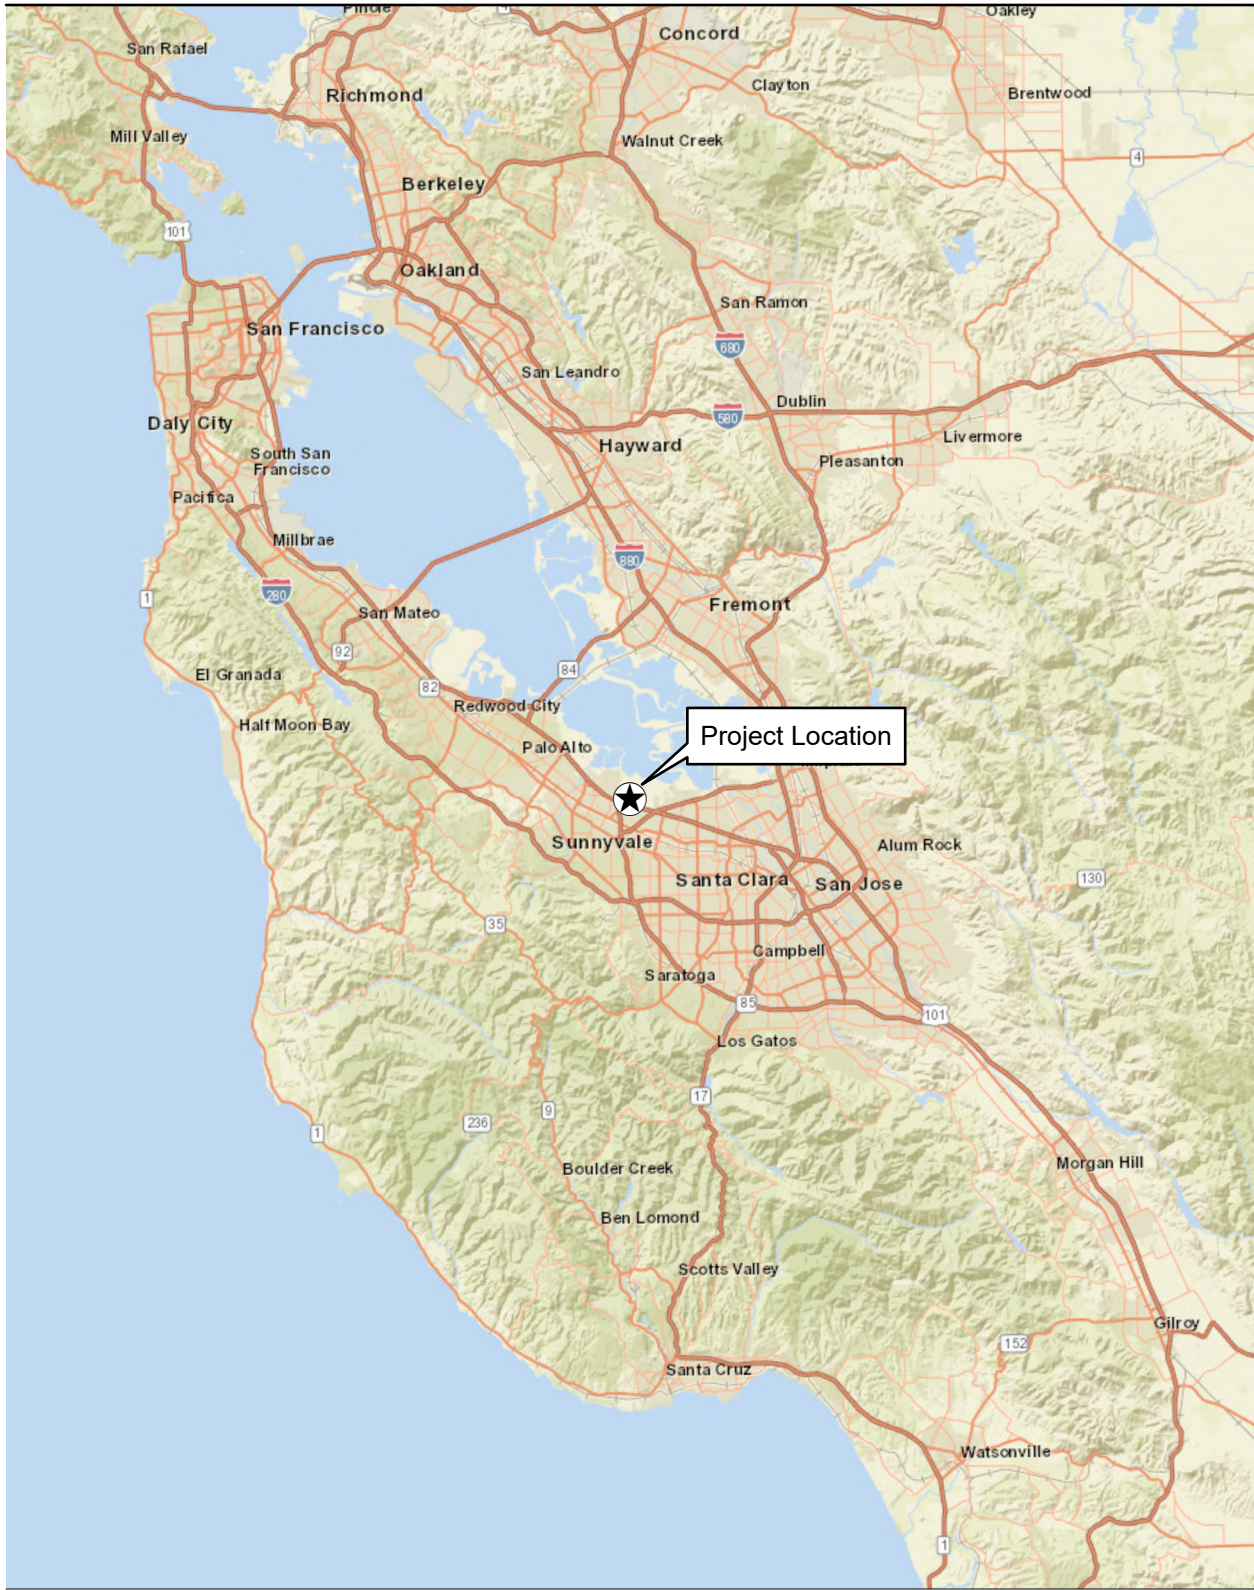 Pinole
Oakley
San Rafael
Concord
Clayton
Brentwood
Richmond
Mill Valley
Walnut Creek
4
Berkeley
101
Oakland
San Ramon
San Francisco
680
San Leandro
Dublin
580
Daly City
Livermore
Hayward
South San
Francisco
Pleasanton
Pacifica
Millbrae
880
280
1
Fremont
San Mateo
92
84
El Granada
82
Redwood City
Half Moon Bay
Project Location
Palo Alto
Sunnyvale
Alum Rock
Santa Clara
San Jose
130
35
Campbell
Saratoga
85
101
Los Gatos
17
9
236
1
Morgan Hill
Boulder Creek
Ben Lomond
Scotts Valley
Gilroy
152
Santa Cruz
Watsonville
1